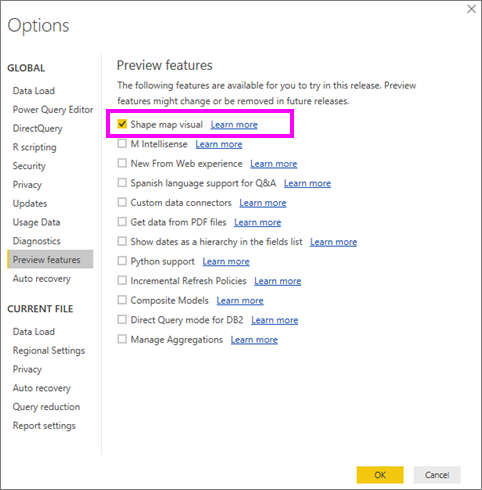 Options
GLOBAL
Data Load
Power Query Editor
DirectQuery
R scripting
Security
Privacy
Updates
Usage Data
Diagnostics
Preview features
Auto recovery
CURRENT FILE
Data Load
Regional Settings
Privacy
Auto recovery
Query reduction
Report settings
Preview features
The following features are available for you to try in this release. Preview
features might change or be removed in future releases.
Shape map visual Learn more
M Intellisense Learn more
New From Web experience Learn more
Spanish language support for Q&A Learn more
Custom data connectors Learn more
Get data from PDF files Learn more
Show dates as a hierarchy in the fields list Learn more
Python support Learn more
Incremental Refresh Policies Learn more
Composite Models Learn more
Direct Query mode for DB2 Learn more
Manage Aggregations Learn more
OK Cancel